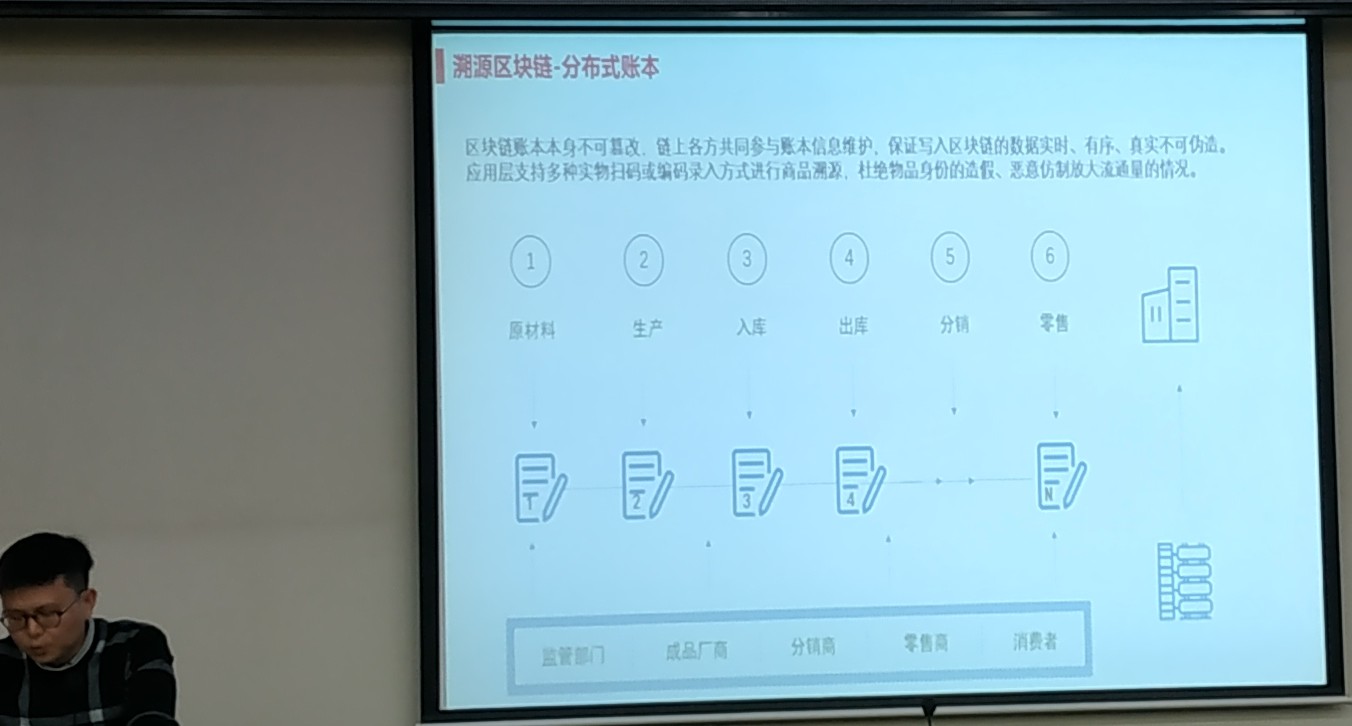 溯源区块链-分布式账本
区块链账本本身不可篡改，链上各方共同参与账本信息维护，保证写入区块链的数据实时、有序、真实不可伪造。
应用层支持多种实物扫码或编码录入方式进行商品溯源，杜绝物品身份的造假、恶意仿制放大流通量的情况。
1 2 3 4 5 6
原材料 生产 入库 出库 分销 零售
1 2 3 4 N
监管部门 成品厂商 分销商 零售商 消费者